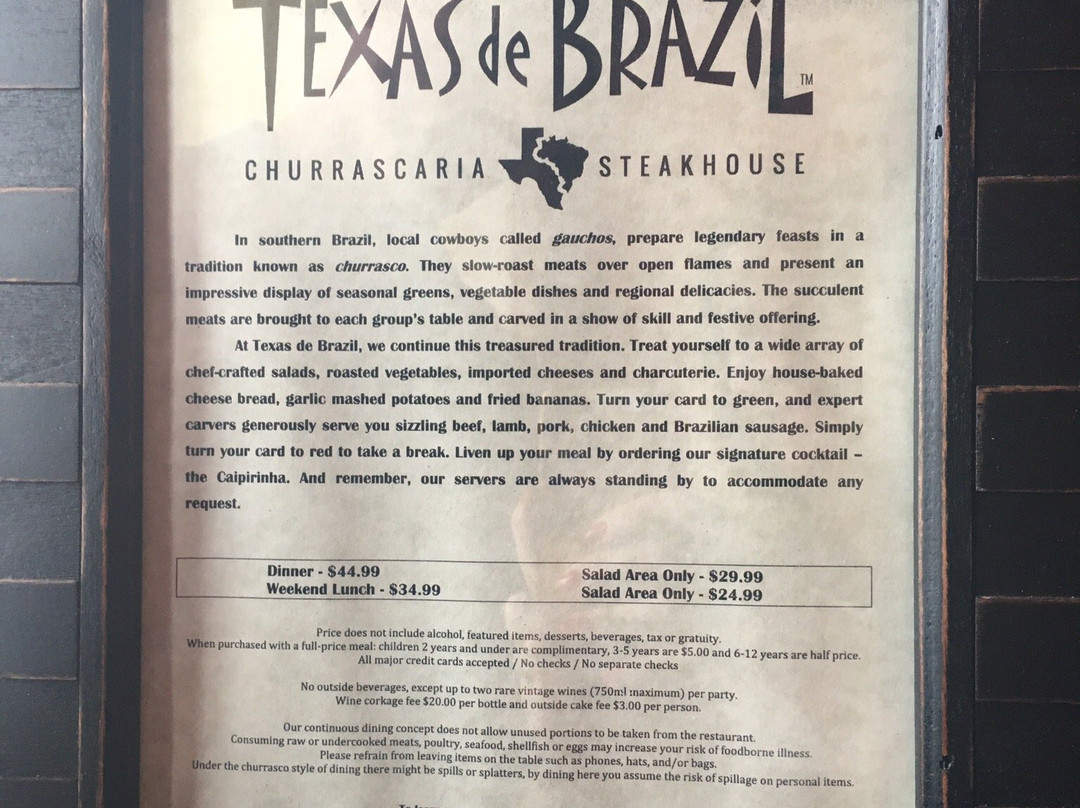 TEXAS de BRAZIL TM
CHURRASCARIA STEAKHOUSE
In southern Brazil, local cowboys called gauchos, prepare legendary feasts in a
tradition known as churrasco. They slow-roast meats over open flames and present an
impressive display of seasonal greens, vegetable dishes and regional delicacies. The succulent
meats are brought to each group's table and carved in a show of skill and festive offering.
At Texas de Brazil, we continue this treasured tradition. Treat yourself to a wide array of
chef-crafted salads, roasted vegetables, imported cheeses and charcuterie. Enjoy house-baked
cheese bread, garlic mashed potatoes and fried bananas. Turn your card to green, and expert
carvers generously serve you sizzling beef, lamb, pork, chicken and Brazilian sausage. Simply
turn your card to red to take a break. Liven up your meal by ordering our signature cocktail –
the Caipirinha. And remember, our servers are always standing by to accommodate any
request.
Dinner - $44.99 Salad Area Only - $29.99
Weekend Lunch - $34.99 Salad Area Only - $24.99
Price does not include alcohol, featured items, desserts, beverages, tax or gratuity.
When purchased with a full-price meal: children 2 years and under are complimentary, 3-5 years are $5.00 and 6-12 years are half price.
All major credit cards accepted / No checks / No separate checks
No outside beverages, except up to two rare vintage wines (750ml maximum) per party.
Wine corkage fee $20.00 per bottle and outside cake fee $3.00 per person.
Our continuous dining concept does not allow unused portions to be taken from the restaurant.
Consuming raw or undercooked meats, poultry, seafood, shellfish or eggs may increase your risk of foodborne illness.
Please refrain from leaving items on the table such as phones, hats, and/or bags.
Under the churrasco style of dining there might be spills or splatters, by dining here you assume the risk of spillage on personal items.